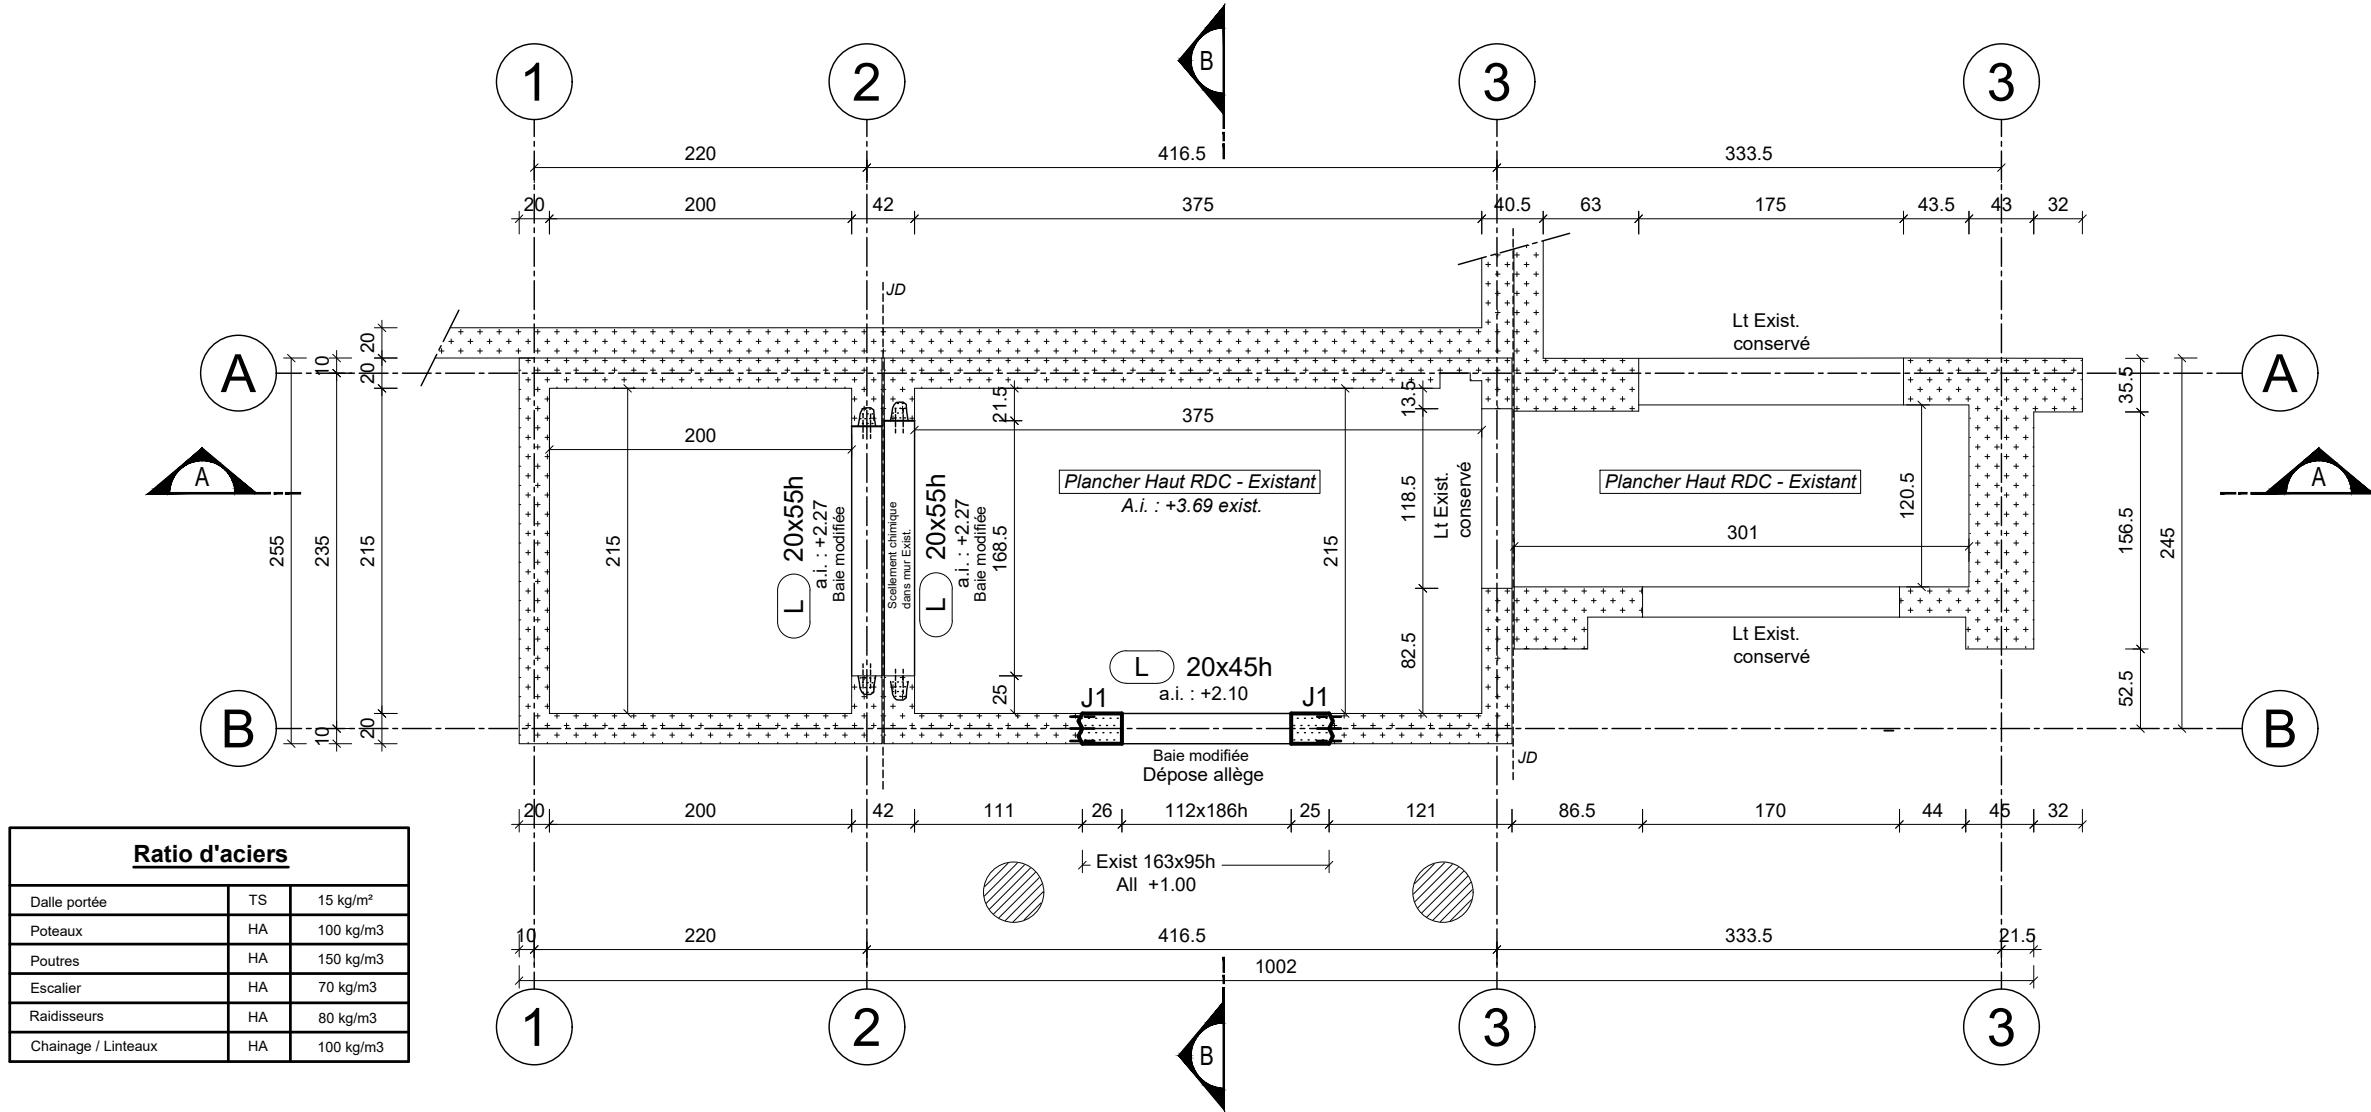 B
1
2
3
3
220
416.5
333.5
20
200
42
375
40.5
63
175
43.5
43
32
JD
Lt Exist.
conservé
A
10
20
20
A
35.5
13.5
21.5
375
200
A
Plancher Haut RDC - Existant
A.i. : +3.69 exist.
Plancher Haut RDC - Existant
A
255
235
215
215
L 20x55h
a.i. : +2.27
Baie modifiée
Scellement chimique
dans mur Exist.
L 20x55h
a.i. : +2.27
Baie modifiée
168.5
215
118.5
Lt Exist.
conservé
120.5
301
156.5
245
82.5
25
L 20x45h
a.i. : +2.10
J1
J1
Lt Exist.
conservé
52.5
B
10
20
B
Baie modifiée
Dépose allège
JD
20
200
42
111
26
112x186h
25
121
86.5
170
44
45
32
Exist 163x95h
All +1.00
Ratio d'aciers
Dalle portée TS 15 kg/m²
Poteaux HA 100 kg/m3
Poutres HA 150 kg/m3
Escalier HA 70 kg/m3
Raidisseurs HA 80 kg/m3
Chainage / Linteaux HA 100 kg/m3
10
220
416.5
333.5
21.5
1002
1
2
3
3
B